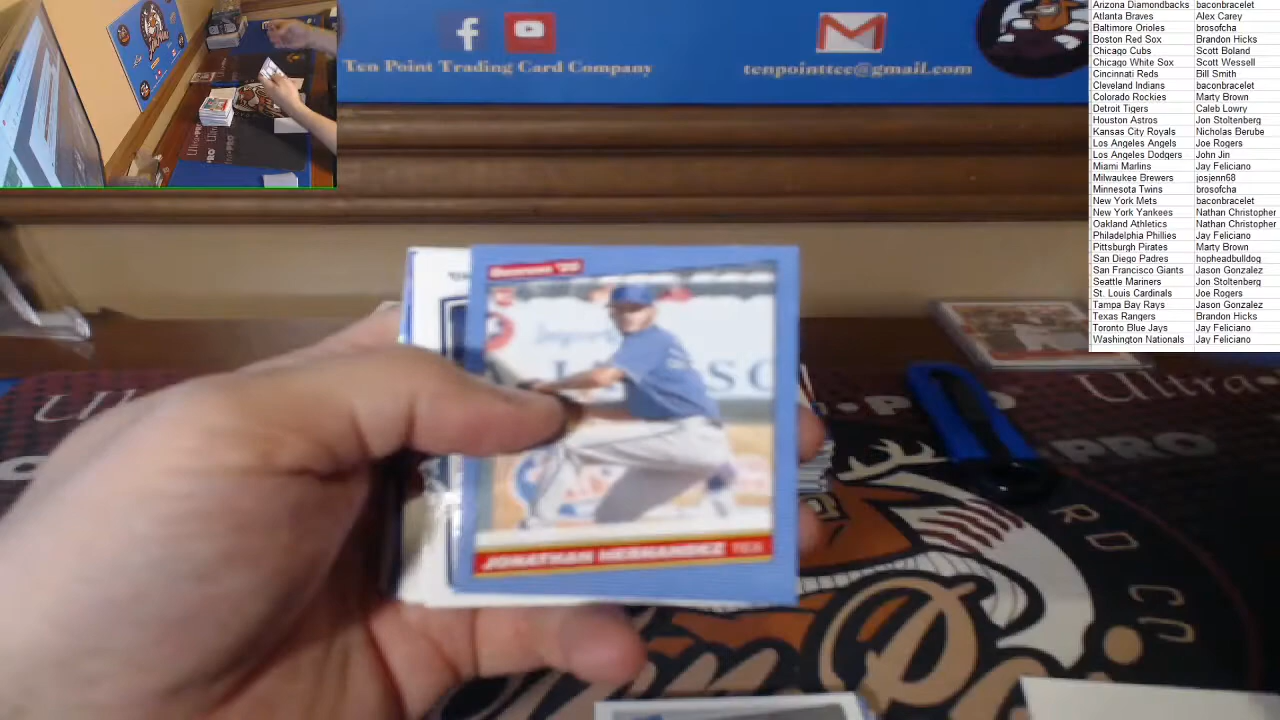 Ten Point Trading Card Company
tenpointtcc@gmail.com
Arizona Diamondbacks baconbracelet
Atlanta Braves Alex Carey
Baltimore Orioles brosofcha
Boston Red Sox Brandon Hicks
Chicago Cubs Scott Boland
Chicago White Sox Scott Wessell
Cincinnati Reds Bill Smith
Cleveland Indians baconbracelet
Colorado Rockies Marty Brown
Detroit Tigers Caleb Lowry
Houston Astros Jon Stoltenberg
Kansas City Royals Nicholas Berube
Los Angeles Angels Joe Rogers
Los Angeles Dodgers John Jin
Miami Marlins Jay Feliciano
Milwaukee Brewers josjenn68
Minnesota Twins brosofcha
New York Mets baconbracelet
New York Yankees Nathan Christopher
Oakland Athletics Nathan Christopher
Philadelphia Phillies Jay Feliciano
Pittsburgh Pirates Marty Brown
San Diego Padres hopheadbulldog
San Francisco Giants Jason Gonzalez
Seattle Mariners Jon Stoltenberg
St. Louis Cardinals Joe Rogers
Tampa Bay Rays Jason Gonzalez
Texas Rangers Brandon Hicks
Toronto Blue Jays Jay Feliciano
Washington Nationals Jay Feliciano
JONATHAN HERNANDEZ TEX
Ultra
PRO
RD CO